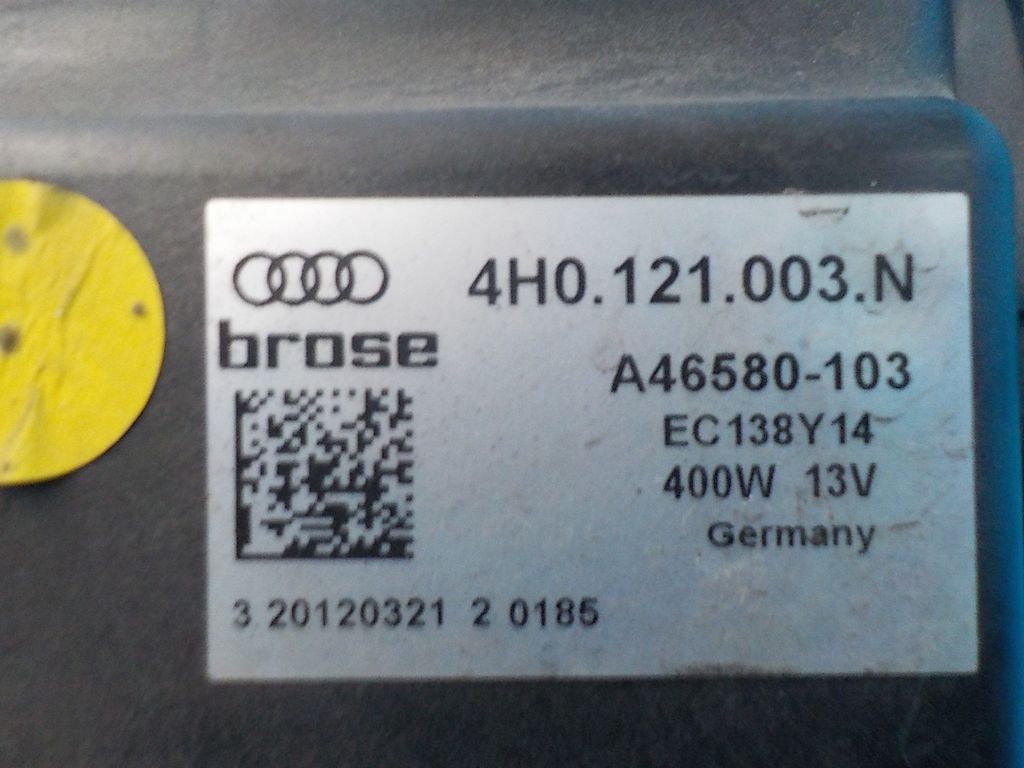 4H0.121.003.N
brose
A46580-103
EC138Y14
400W 13V
Germany
3 20120321 2 0185